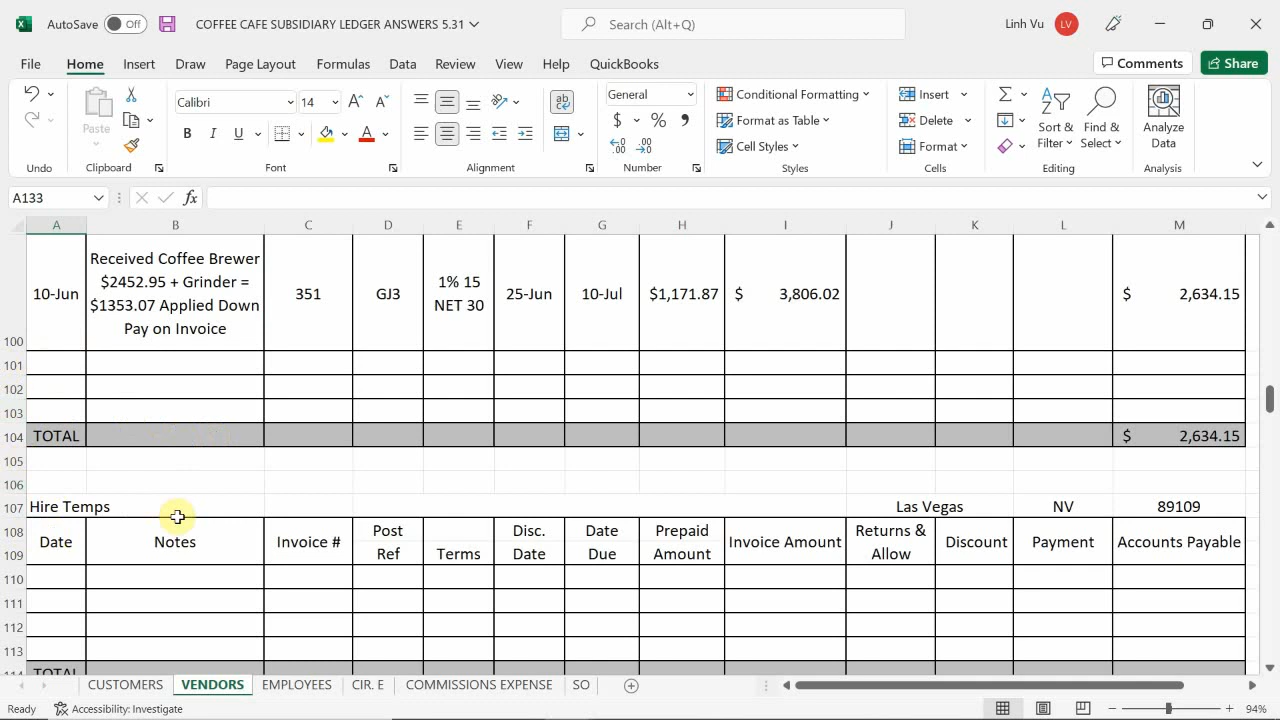 AutoSave Off COFFEE CAFE SUBSIDIARY LEDGER ANSWERS 5.31 Search (Alt+Q) Linh Vu LV
File Home Insert Draw Page Layout Formulas Data Review View Help QuickBooks Comments Share
Calibri 14 General Conditional Formatting Insert
Paste B I U $ % Format as Table Delete Sort & Find & Analyze
Cell Styles Format Filter Select Data
Undo Clipboard Font Alignment Number Styles Cells Editing Analysis
A133 fx
A B C D E F G H I J K L M
Received Coffee Brewer
$2452.95 + Grinder =
10-Jun 351 GJ3 1% 15 25-Jun 10-Jul $1,171.87 $ 3,806.02 $ 2,634.15
$1353.07 Applied Down NET 30
Pay on Invoice
100
101
102
103
104 TOTAL $ 2,634.15
105
106
107 Hire Temps Las Vegas NV 89109
108 Date Notes Invoice # Post Disc. Date Prepaid Invoice Amount Returns & Discount Payment Accounts Payable
109 Ref Terms Date Due Amount Allow
110
111
112
113
114 TOTAL
CUSTOMERS VENDORS EMPLOYEES CIR. E COMMISSIONS EXPENSE SO
Ready Accessibility: Investigate 94%